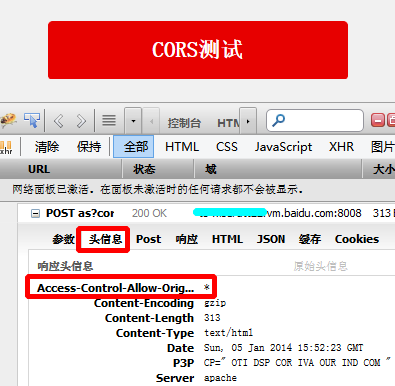 CORS测试
控制台 HTM
清除 保持 全部 HTML CSS JavaScript XHR 图片
URL 状态 域 大小
网络面板已激活。在面板未激活时的任何请求都不会被显示。
POST as?cor 200 OK vm.baidu.com:8008 313 B
参数 头信息 Post 响应 HTML JSON 缓存 Cookies
响应头信息 原始头信息
Access-Control-Allow-Orig... *
Content-Encoding gzip
Content-Length 313
Content-Type text/html
Date Sun, 05 Jan 2014 15:52:23 GMT
P3P CP=" OTI DSP COR IVA OUR IND COM "
Server apache